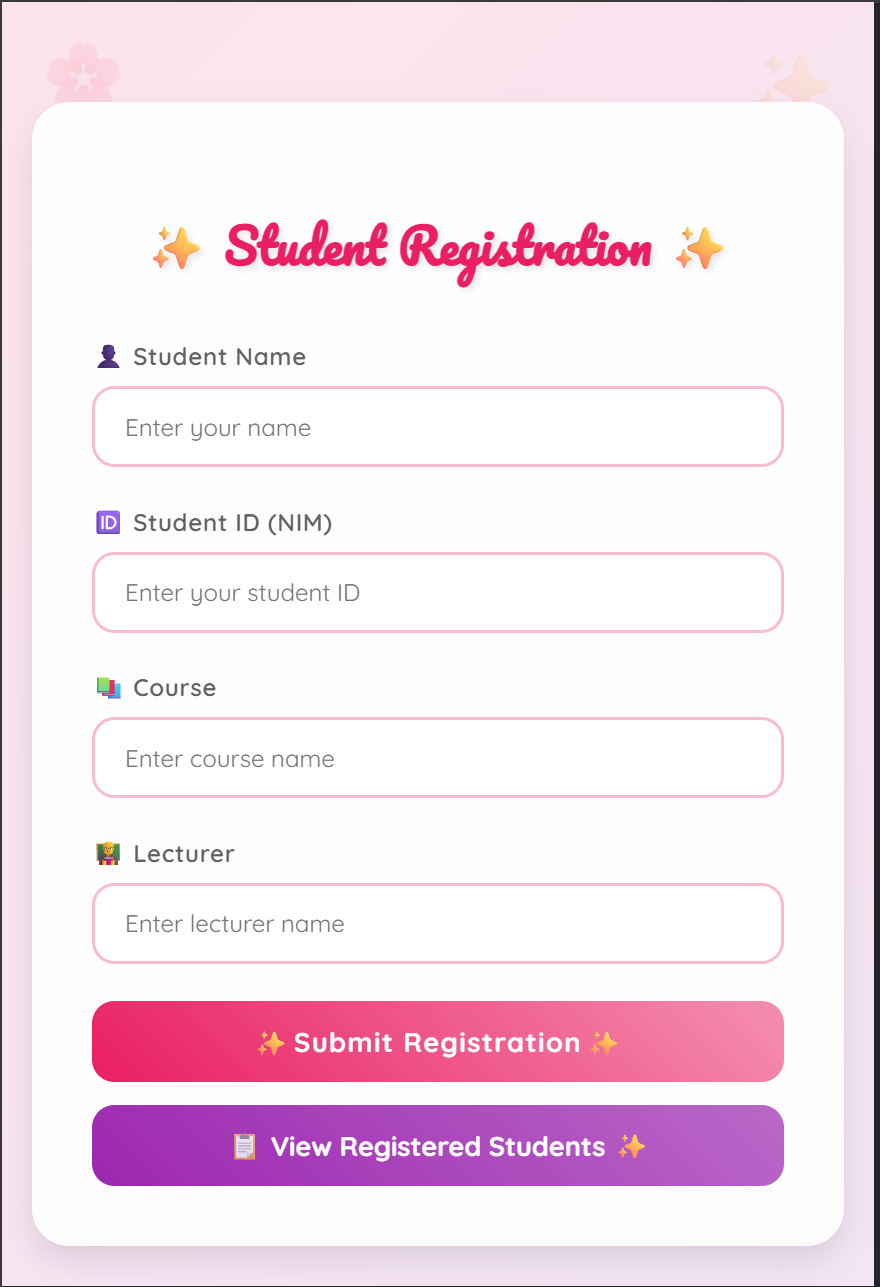 ✨ Student Registration ✨
👤 Student Name
Enter your name
🆔 Student ID (NIM)
Enter your student ID
📚 Course
Enter course name
👩‍🏫 Lecturer
Enter lecturer name
✨ Submit Registration ✨
📋 View Registered Students ✨